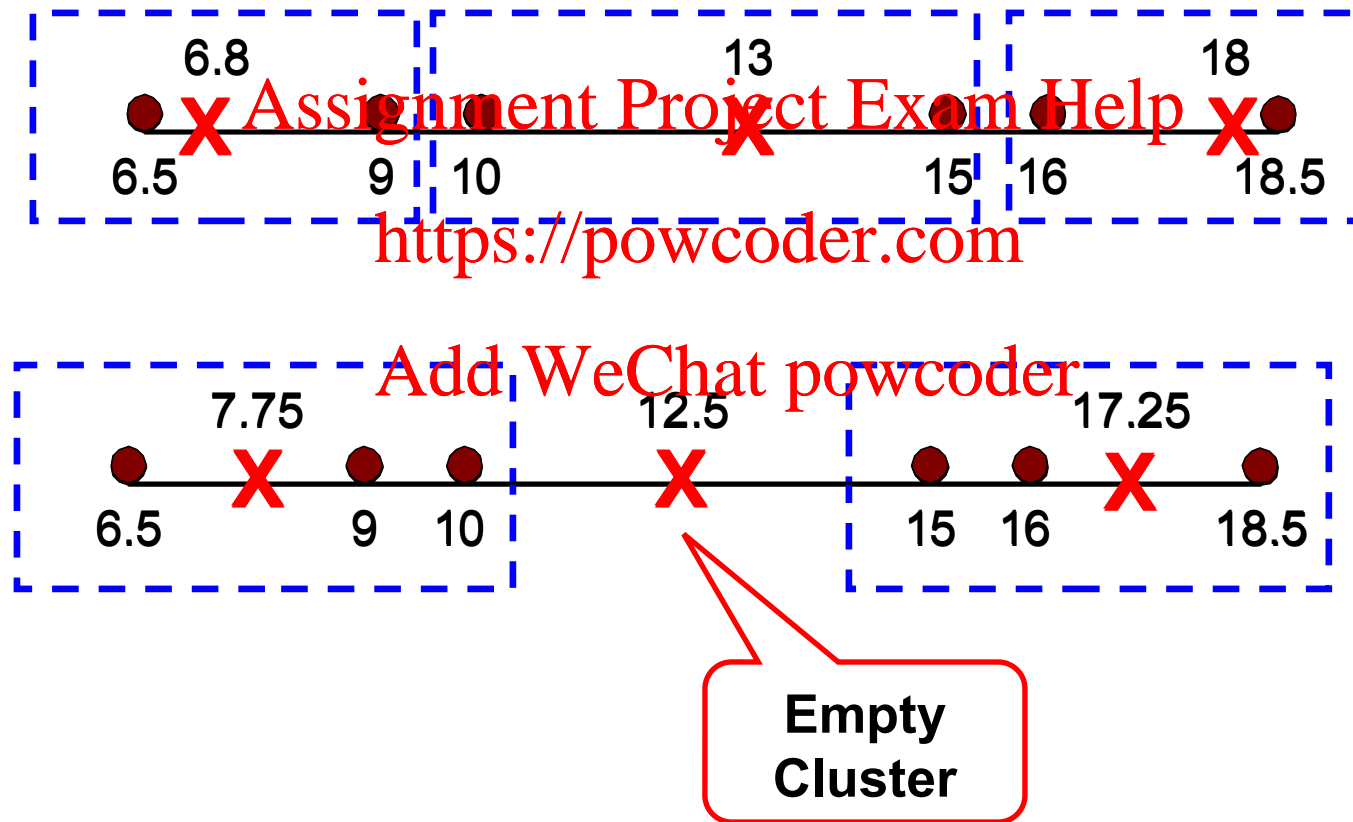 6.8 13 18
Assignment Project Exam Help
X X X
6.5 9 10 15 16 18.5
https://powcoder.com
Add WeChat powcoder
7.75 12.5 17.25
X X X
6.5 9 10 15 16 18.5
Empty
Cluster